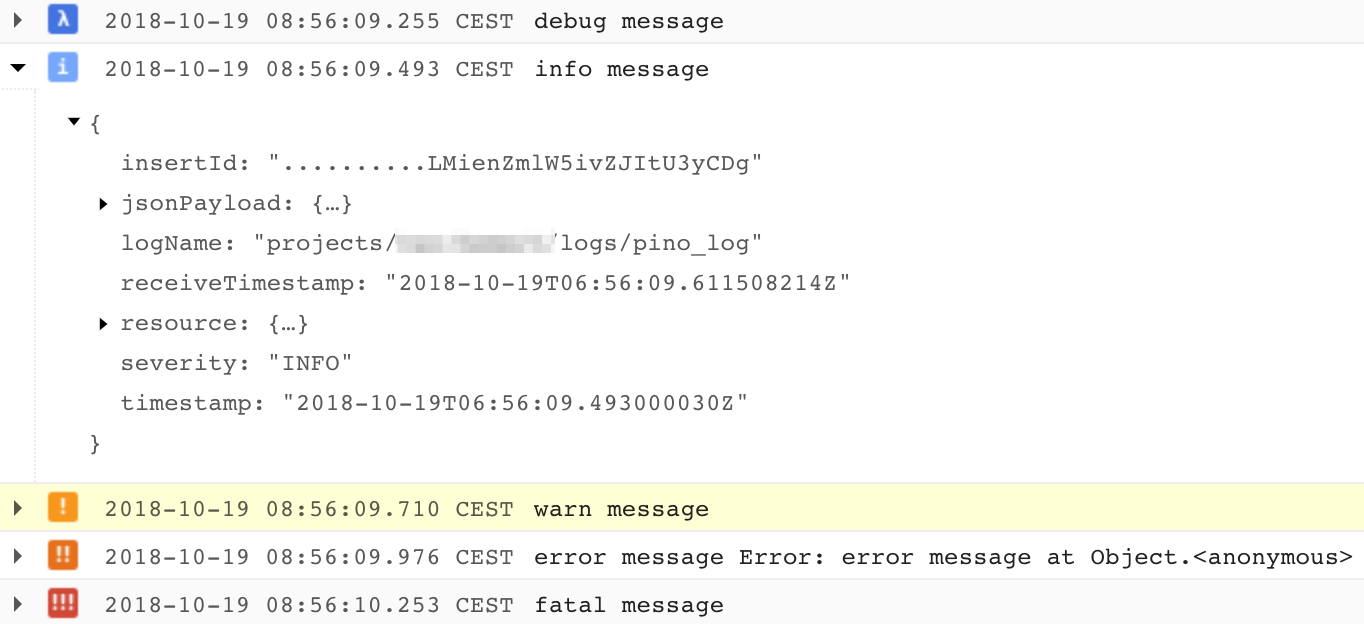 λ 2018-10-19 08:56:09.255 CEST debug message
i 2018-10-19 08:56:09.493 CEST info message
{
insertId: "..........LMienZmlW5ivZJItU3yCDg"
jsonPayload: {…}
logName: "projects/ /logs/pino_log"
receiveTimestamp: "2018-10-19T06:56:09.611508214Z"
resource: {…}
severity: "INFO"
timestamp: "2018-10-19T06:56:09.493000030Z"
}
! 2018-10-19 08:56:09.710 CEST warn message
!! 2018-10-19 08:56:09.976 CEST error message Error: error message at Object.<anonymous>
!!! 2018-10-19 08:56:10.253 CEST fatal message